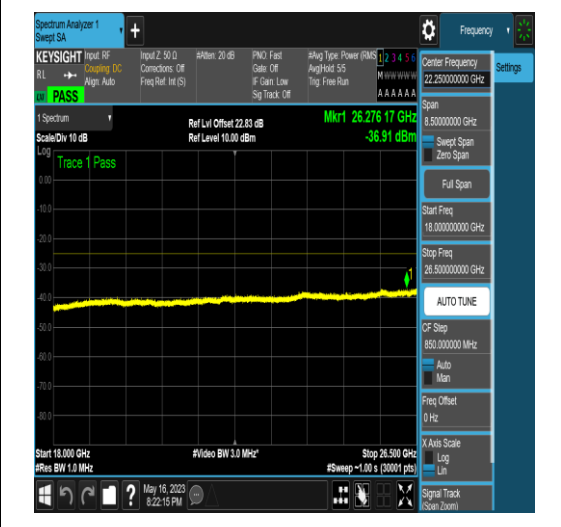 Spectrum Analyzer 1
Swept SA
+
Frequency
KEYSIGHT
RL
Input: RF
Coupling: DC
Align: Auto
Input Z: 50 Ω
Corrections: Off
Freq Ref: Int (S)
#Atten: 20 dB
PNO: Fast
Gate: Off
IF Gain: Low
Sig Track: Off
#Avg Type: Power (RMS
Avg|Hold: 5/5
Trig: Free Run
1 2 3 4 5 6
M W W W W W
A A A A A A
PASS
1 Spectrum
Scale/Div 10 dB
Ref Lvl Offset 22.83 dB
Ref Level 10.00 dBm
Mkr1 26.276 17 GHz
-36.91 dBm
Log
Trace 1 Pass
0.00
-10.0
-20.0
-30.0
-40.0
-50.0
-60.0
-70.0
-80.0
1
Start 18.000 GHz
#Res BW 1.0 MHz
#Video BW 3.0 MHz*
Stop 26.500 GHz
#Sweep ~1.00 s (30001 pts)
?
May 16, 2023
8:22:15 PM
Center Frequency
22.250000000 GHz
Settings
Span
8.50000000 GHz
Swept Span
Zero Span
Full Span
Start Freq
18.000000000 GHz
Stop Freq
26.500000000 GHz
AUTO TUNE
CF Step
850.000000 MHz
Auto
Man
Freq Offset
0 Hz
X Axis Scale
Log
Lin
Signal Track
(Span Zoom)